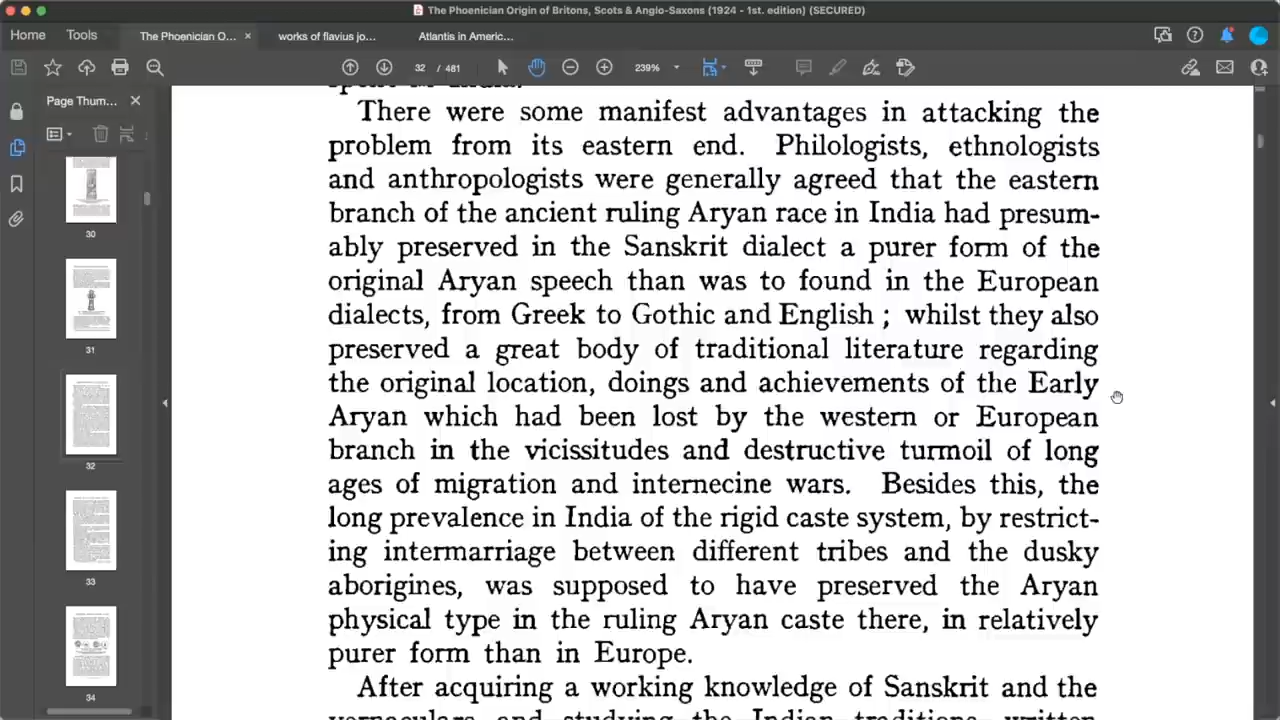 The Phoenician Origin of Britons, Scots & Anglo-Saxons (1924 - 1st. edition) (SECURED)
Home Tools The Phoenician O... × works of flavius jo... Atlantis in Americ...
32 / 481 239%
Page Thum...
30
31
32
33
34
There were some manifest advantages in attacking the
problem from its eastern end. Philologists, ethnologists
and anthropologists were generally agreed that the eastern
branch of the ancient ruling Aryan race in India had presum-
ably preserved in the Sanskrit dialect a purer form of the
original Aryan speech than was to found in the European
dialects, from Greek to Gothic and English ; whilst they also
preserved a great body of traditional literature regarding
the original location, doings and achievements of the Early
Aryan which had been lost by the western or European
branch in the vicissitudes and destructive turmoil of long
ages of migration and internecine wars. Besides this, the
long prevalence in India of the rigid caste system, by restrict-
ing intermarriage between different tribes and the dusky
aborigines, was supposed to have preserved the Aryan
physical type in the ruling Aryan caste there, in relatively
purer form than in Europe.
After acquiring a working knowledge of Sanskrit and the